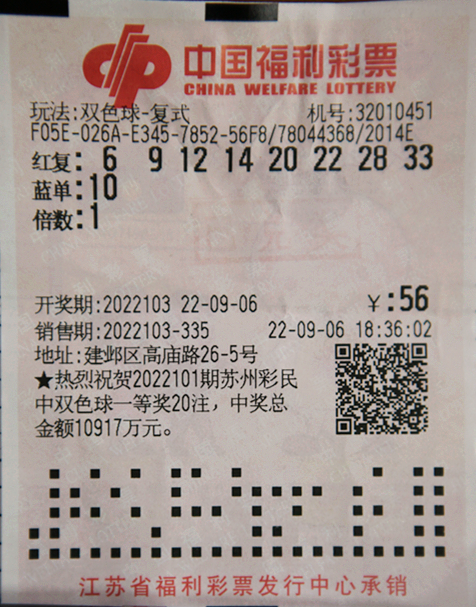 中国福利彩票
CHINA WELFARE LOTTERY
玩法:双色球-复式 机号:32010451
F05E-026A-E345-7852-56F8/78044368/2014E
红复: 6 9 12 14 20 22 28 33
蓝单:10
倍数:1
开奖期:2022103 22-09-06 ￥:56
销售期:2022103-335 22-09-06 18:36:02
地址:建邺区高庙路26-5号
★热烈祝贺2022101期苏州彩民
中双色球一等奖20注，中奖总
金额10917万元。
江苏省福利彩票发行中心承销